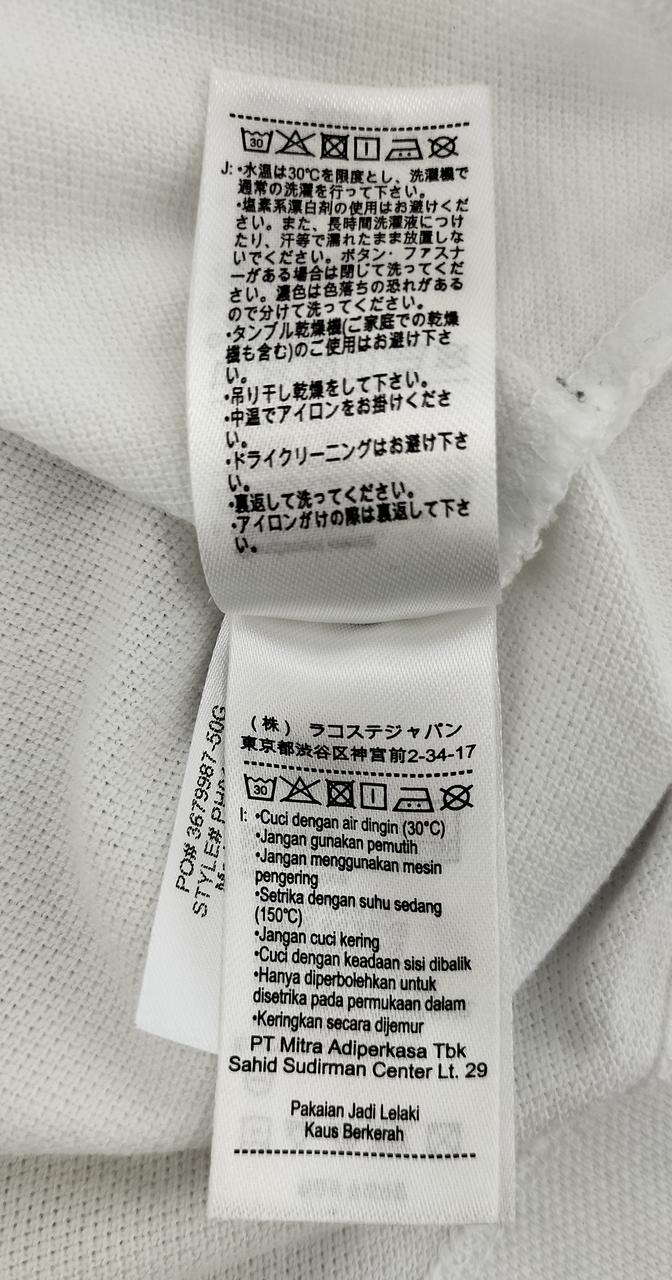 30
J: •水温は30℃を限度とし、洗濯機で
通常の洗濯を行って下さい。
•塩素系漂白剤の使用はお避けくだ
さい。また、長時間洗濯液につけ
たり、汗等で濡れたまま放置しな
いでください。ボタン・ファスナ
ーがある場合は閉じて洗ってくだ
さい。濃色は色落ちの恐れがある
ので分けて洗ってください。
•タンブル乾燥機(ご家庭での乾燥
機も含む)のご使用はお避け下さ
い。
•吊り干し乾燥をして下さい。
•中温でアイロンをお掛けくださ
い。
•ドライクリーニングはお避け下さ
い。
•裏返して洗ってください。
•アイロンがけの際は裏返して下さ
い。
(株) ラコステジャパン
東京都渋谷区神宮前2-34-17
30
I: •Cuci dengan air dingin (30°C)
•Jangan gunakan pemutih
•Jangan menggunakan mesin
pengering
•Setrika dengan suhu sedang
(150℃)
•Jangan cuci kering
•Cuci dengan keadaan sisi dibalik
•Hanya diperbolehkan untuk
disetrika pada permukaan dalam
•Keringkan secara dijemur
PT Mitra Adiperkasa Tbk
Sahid Sudirman Center Lt. 29
Pakaian Jadi Lelaki
Kaus Berkerah
PO# 3679987-50G
STYLE#